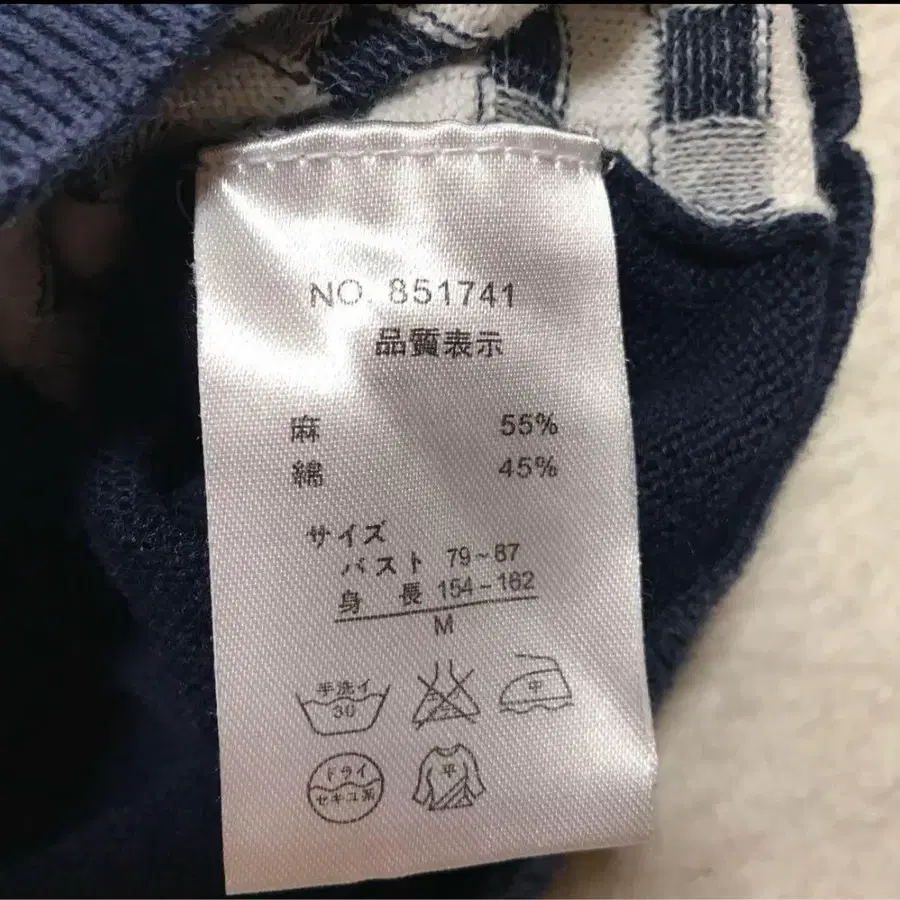 NO. 851741
品質表示
麻 55%
綿 45%
サイズ
バスト 79~87
身 長 154-162
M
手洗イ
30
中
ドライ
セキユ系
平